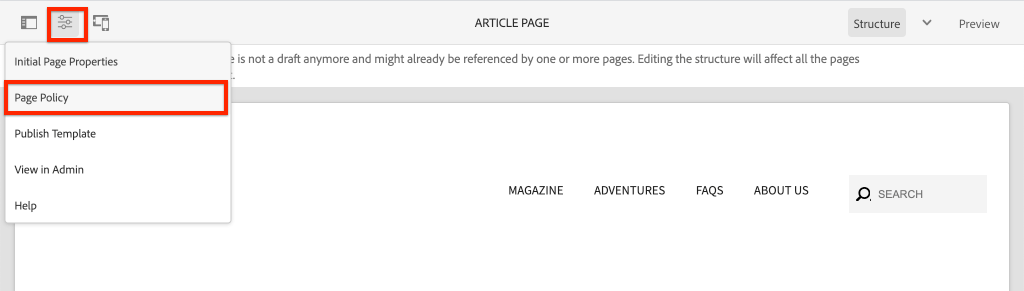 ARTICLE PAGE
Structure
Preview
Initial Page Properties
Page Policy
Publish Template
View in Admin
Help
is not a draft anymore and might already be referenced by one or more pages. Editing the structure will affect all the pages
MAGAZINE ADVENTURES FAQS ABOUT US
SEARCH